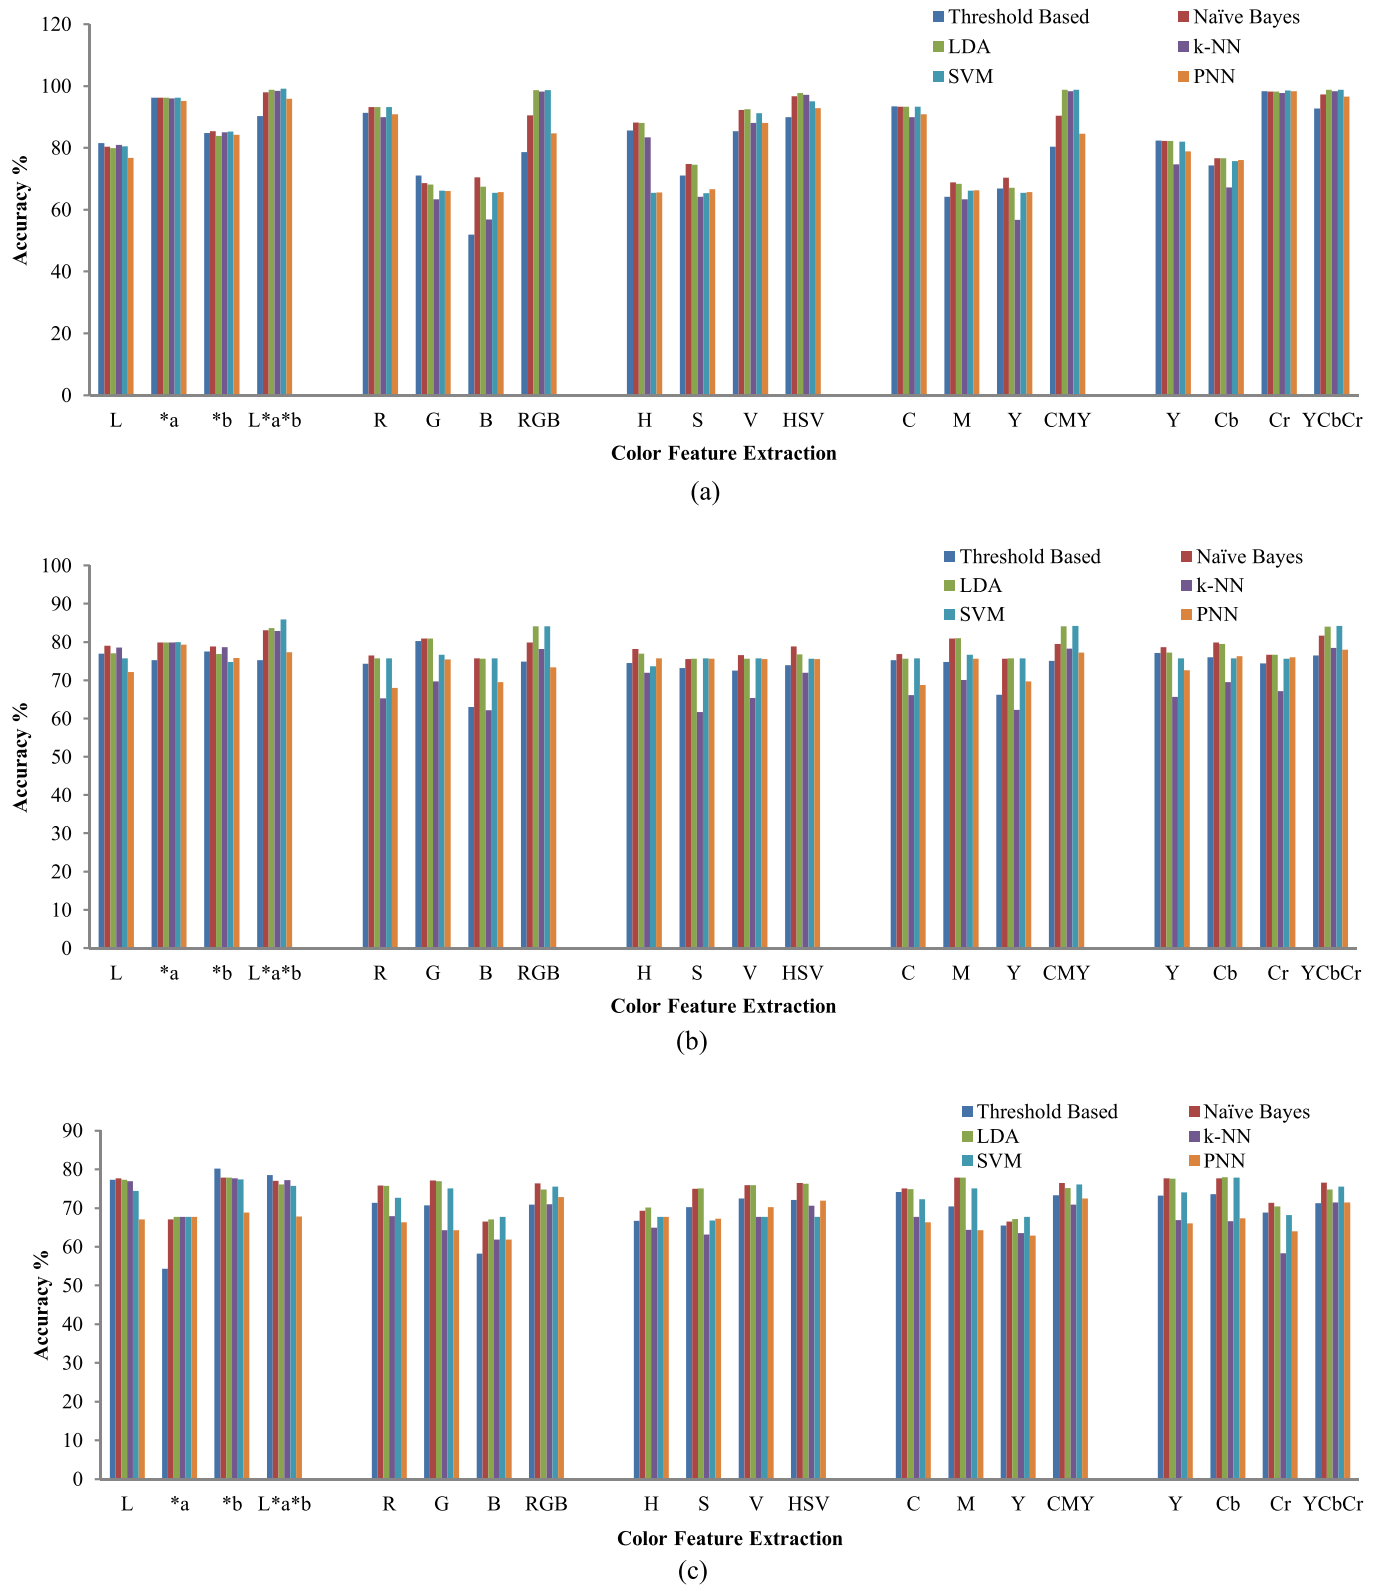 Threshold Based Naïve Bayes
LDA k-NN
SVM PNN
120
100
80
60
40
20
0
Accuracy %
L *a *b L*a*b R G B RGB H S V HSV C M Y CMY Y Cb Cr YCbCr
Color Feature Extraction
(a)
Threshold Based Naïve Bayes
LDA k-NN
SVM PNN
100
90
80
70
60
50
40
30
20
10
0
Accuracy %
L *a *b L*a*b R G B RGB H S V HSV C M Y CMY Y Cb Cr YCbCr
Color Feature Extraction
(b)
Threshold Based Naïve Bayes
LDA k-NN
SVM PNN
90
80
70
60
50
40
30
20
10
0
Accuracy %
L *a *b L*a*b R G B RGB H S V HSV C M Y CMY Y Cb Cr YCbCr
Color Feature Extraction
(c)